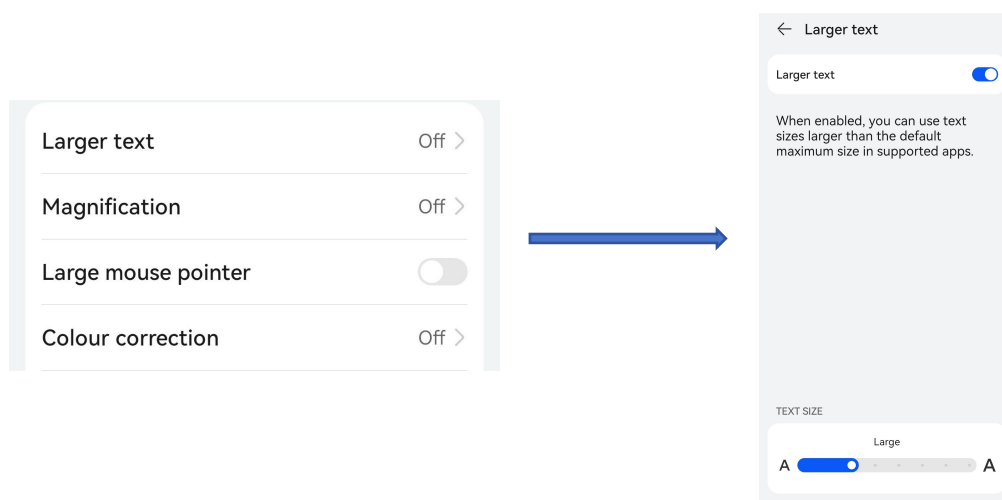 Larger text Off
Magnification Off
Large mouse pointer
Colour correction Off
Larger text
Larger text
When enabled, you can use text
sizes larger than the default
maximum size in supported apps.
TEXT SIZE
Large
A A